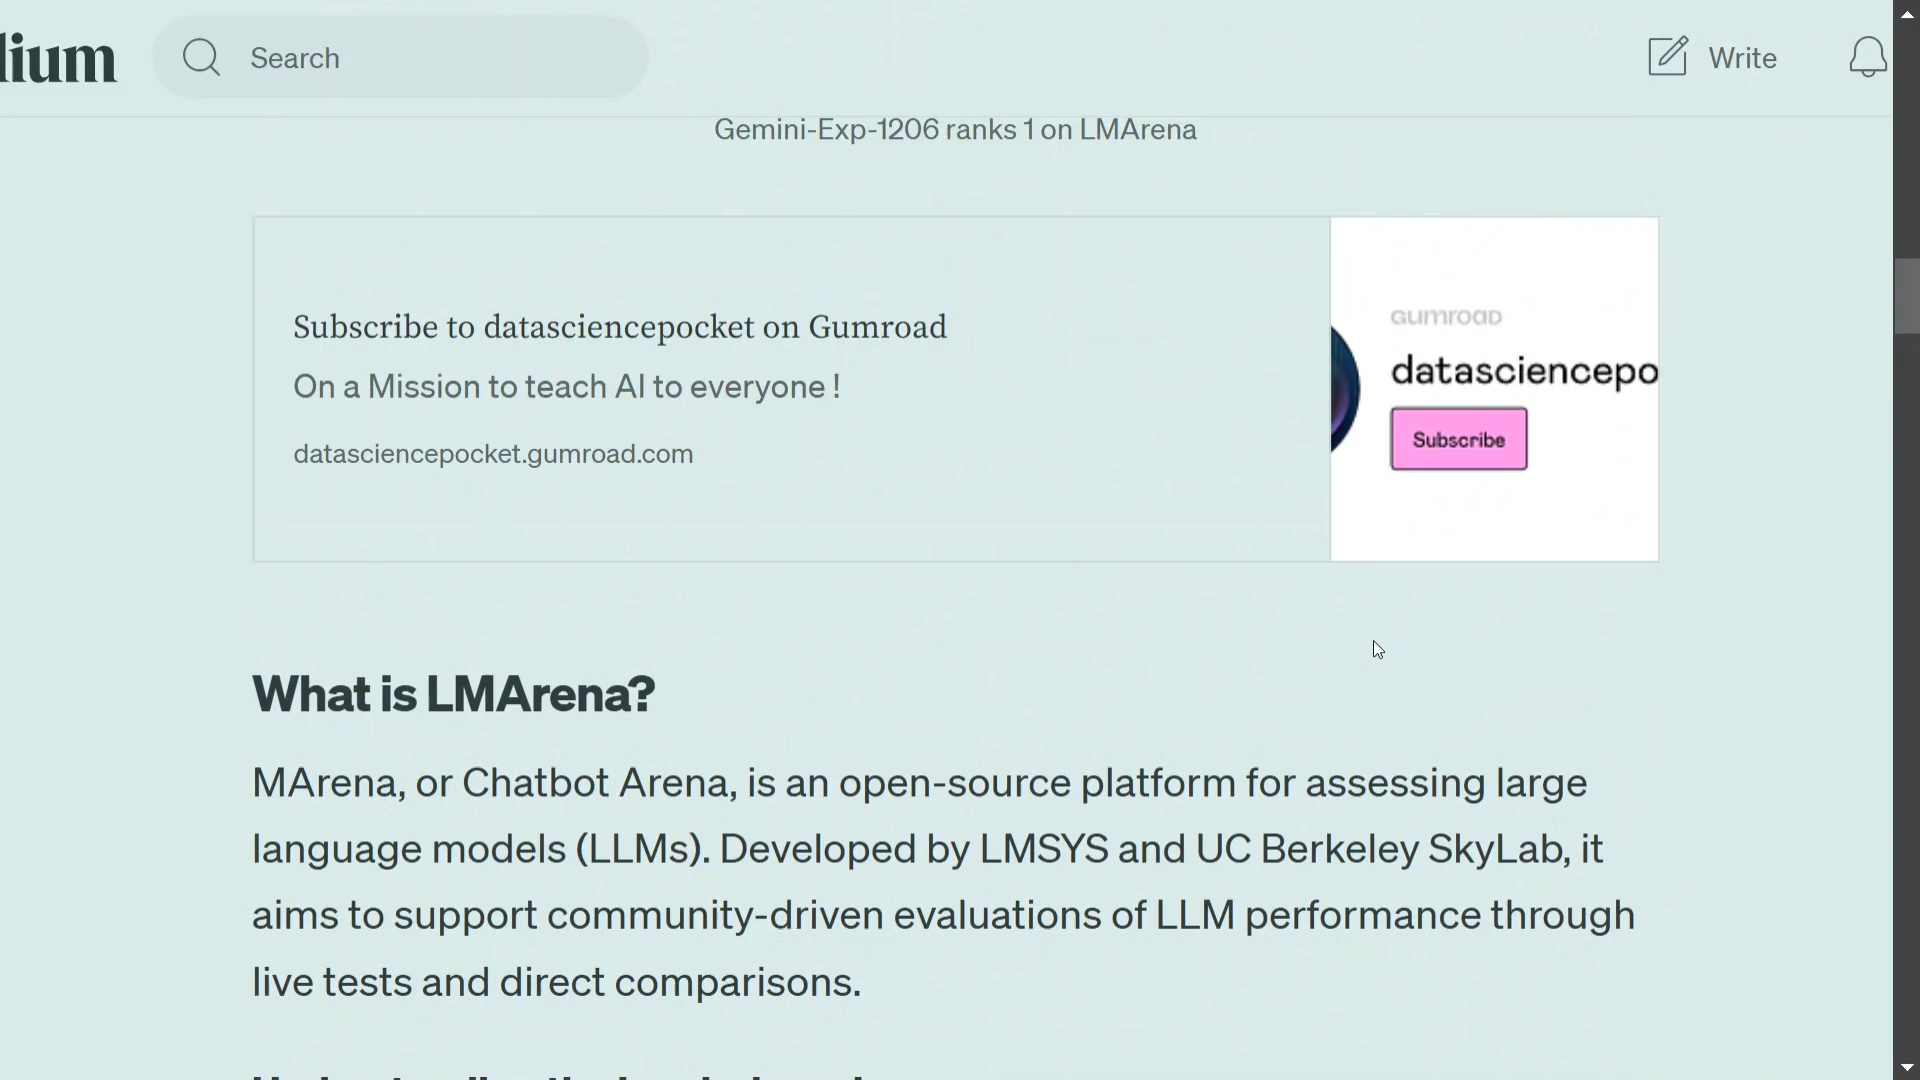 dium
Search
Write
Gemini-Exp-1206 ranks 1 on LMArena
Subscribe to datasciencepocket on Gumroad
On a Mission to teach AI to everyone !
datasciencepocket.gumroad.com
GUMROAD
datasciencepo
Subscribe
What is LMArena?
MArena, or Chatbot Arena, is an open-source platform for assessing large
language models (LLMs). Developed by LMSYS and UC Berkeley SkyLab, it
aims to support community-driven evaluations of LLM performance through
live tests and direct comparisons.